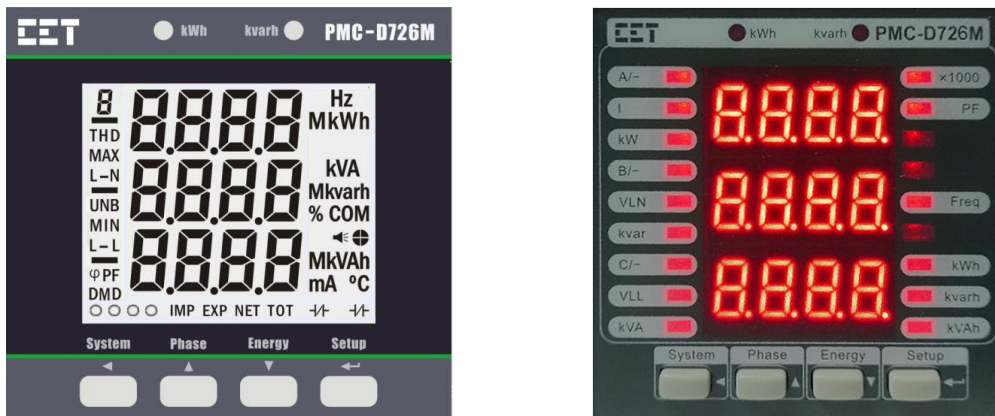 CET kWh kvarh PMC-D726M
8 8.8.8.8 Hz
THD MkWh
MAX
L-N 8.8.8.8 kVA
UNB Mkvarh
MIN % COM
L-L 8.8.8.8 MkVAh
φ PF mA ºC
DMD
IMP EXP NET TOT
System Phase Energy Setup
CET kWh kvarh PMC-D726M
A/- 8.8.8.8. ×1000
I PF
kW
B/- 8.8.8.8.
VLN Freq
kvar
C/- 8.8.8.8. kWh
VLL kvarh
kVA kVAh
System Phase Energy Setup